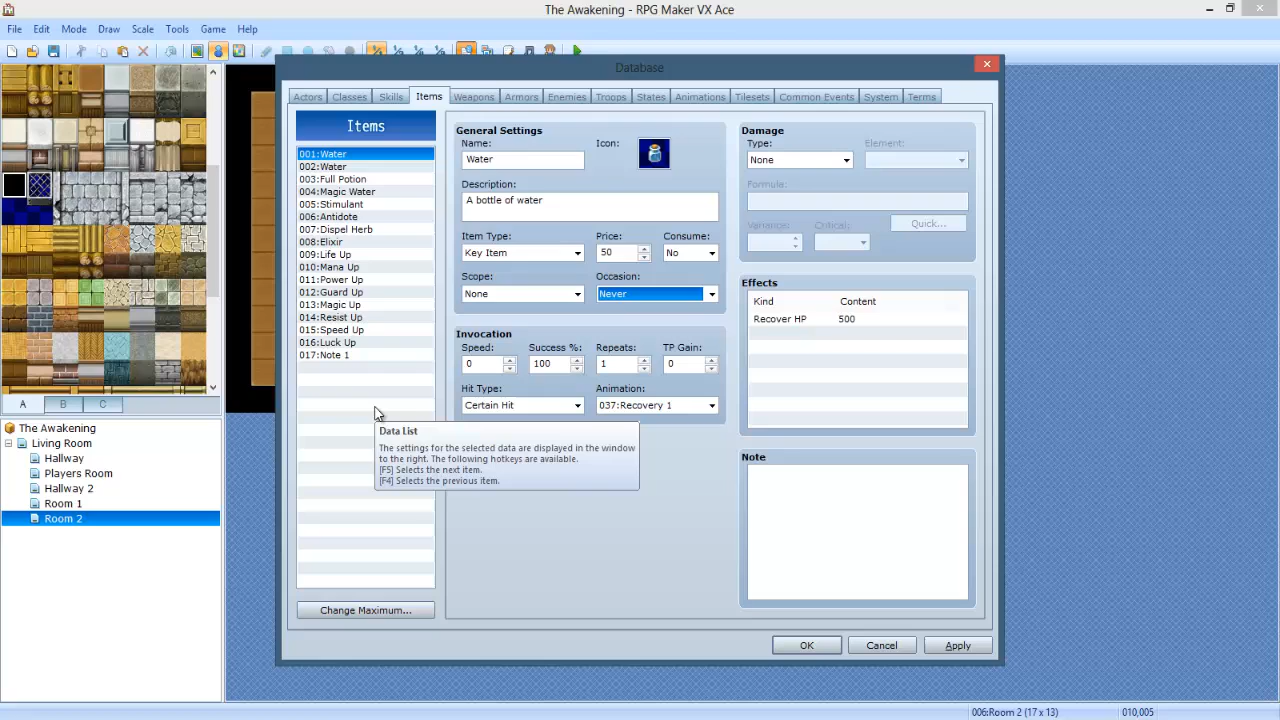 The Awakening - RPG Maker VX Ace
File Edit Mode Draw Scale Tools Game Help
Database
Actors Classes Skills Items Weapons Armors Enemies Troops States Animations Tilesets Common Events System Terms
Items
001:Water
002:Water
003:Full Potion
004:Magic Water
005:Stimulant
006:Antidote
007:Dispel Herb
008:Elixir
009:Life Up
010:Mana Up
011:Power Up
012:Guard Up
013:Magic Up
014:Resist Up
015:Speed Up
016:Luck Up
017:Note 1
Change Maximum...
General Settings
Name: Icon:
Water
Description:
A bottle of water
Item Type: Price: Consume:
Key Item 50 No
Scope: Occasion:
None Never
Invocation
Speed: Success %: Repeats: TP Gain:
0 100 1 0
Hit Type: Animation:
Certain Hit 037:Recovery 1
Data List
The settings for the selected data are displayed in the window
to the right. The following hotkeys are available.
[F5] Selects the next item.
[F4] Selects the previous item.
Damage
Type: Element:
None
Formula:
Variance: Critical:
Quick...
Effects
Kind Content
Recover HP 500
Note
OK Cancel Apply
A B C
The Awakening
Living Room
Hallway
Players Room
Hallway 2
Room 1
Room 2
006:Room 2 (17 x 13) 010,005